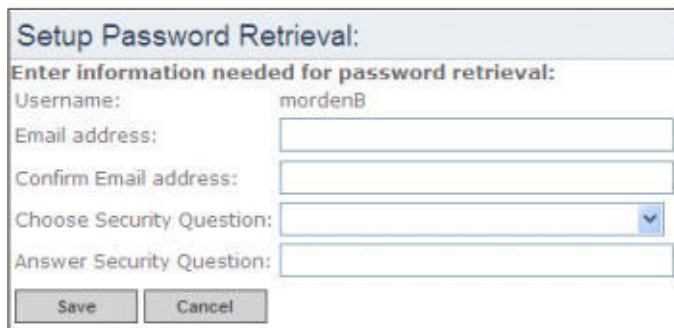 Setup Password Retrieval:
Enter information needed for password retrieval:
Username: mordenB
Email address:
Confirm Email address:
Choose Security Question:
Answer Security Question:
Save Cancel